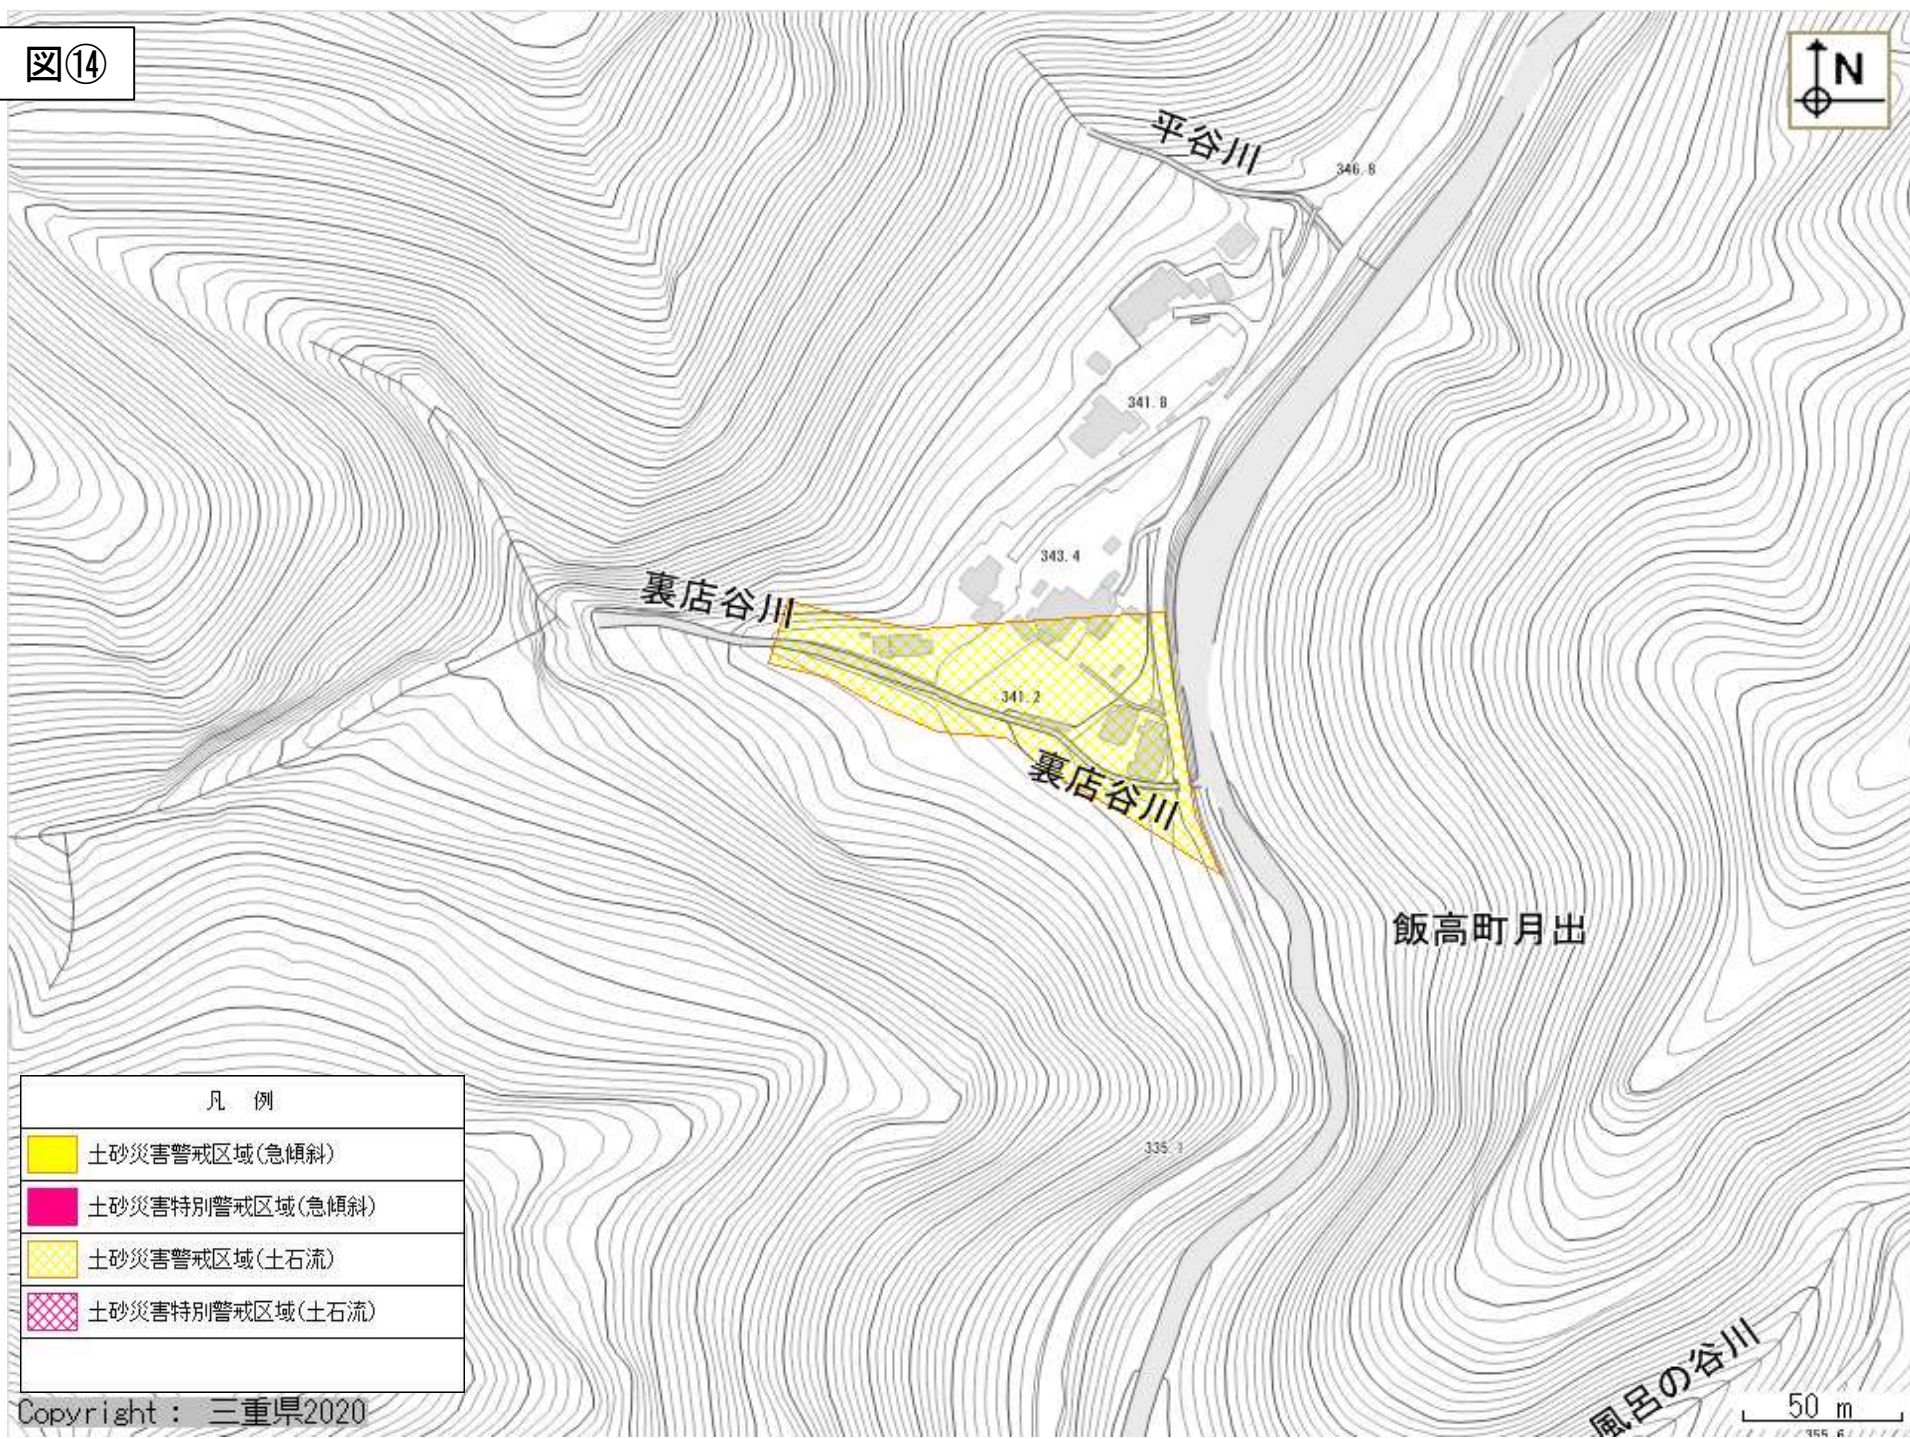 図⑭
N
平谷川
346.8
341.8
343.4
裏店谷川
341.2
裏店谷川
飯高町月出
335.1
凡 例
土砂災害警戒区域(急傾斜)
土砂災害特別警戒区域(急傾斜)
土砂災害警戒区域(土石流)
土砂災害特別警戒区域(土石流)
風呂の谷川
Copyright : 三重県2020
50 m
355.6